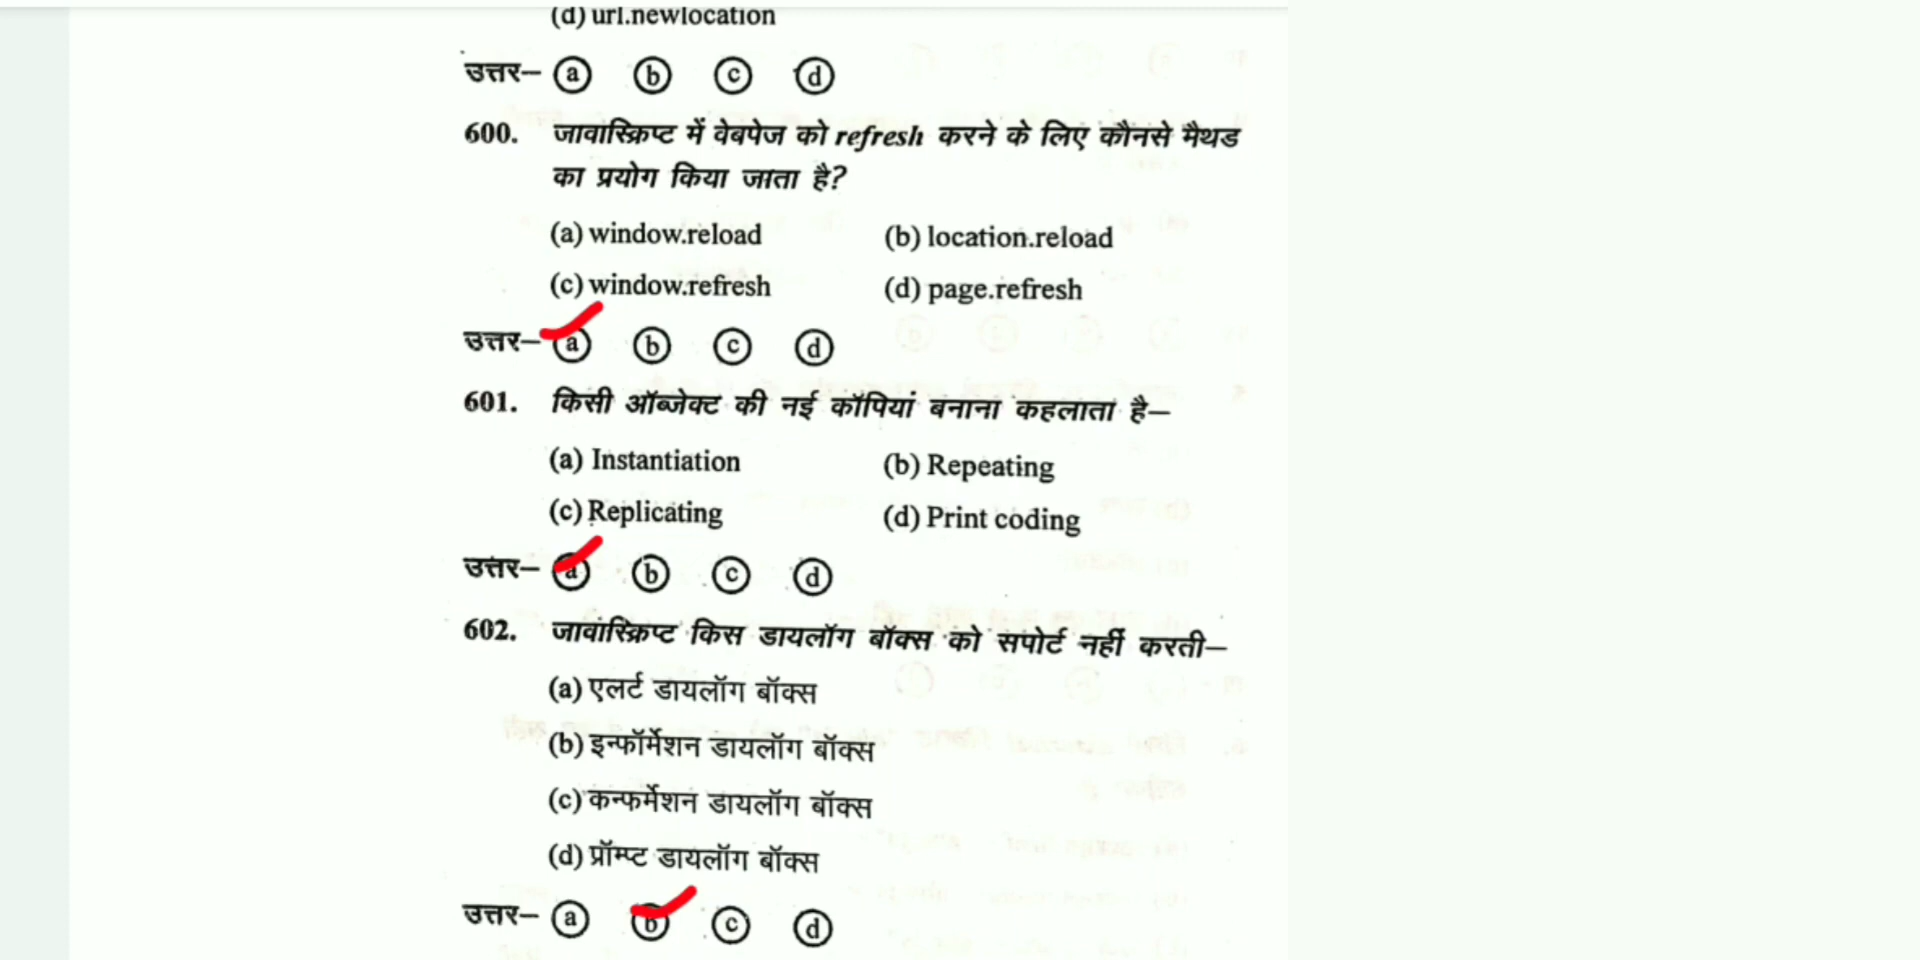 (d) url.newlocation
उत्तर– a b c d
600. जावास्क्रिप्ट में वेबपेज को refresh करने के लिए कौनसे मैथड
का प्रयोग किया जाता है?
(a) window.reload (b) location.reload
(c) window.refresh (d) page.refresh
उत्तर– a b c d
601. किसी ऑब्जेक्ट की नई कॉपियां बनाना कहलाता है–
(a) Instantiation (b) Repeating
(c) Replicating (d) Print coding
उत्तर– a b c d
602. जावास्क्रिप्ट किस डायलॉग बॉक्स को सपोर्ट नहीं करती–
(a) एलर्ट डायलॉग बॉक्स
(b) इन्फॉर्मेशन डायलॉग बॉक्स
(c) कन्फर्मेशन डायलॉग बॉक्स
(d) प्रॉम्प्ट डायलॉग बॉक्स
उत्तर– a b c d